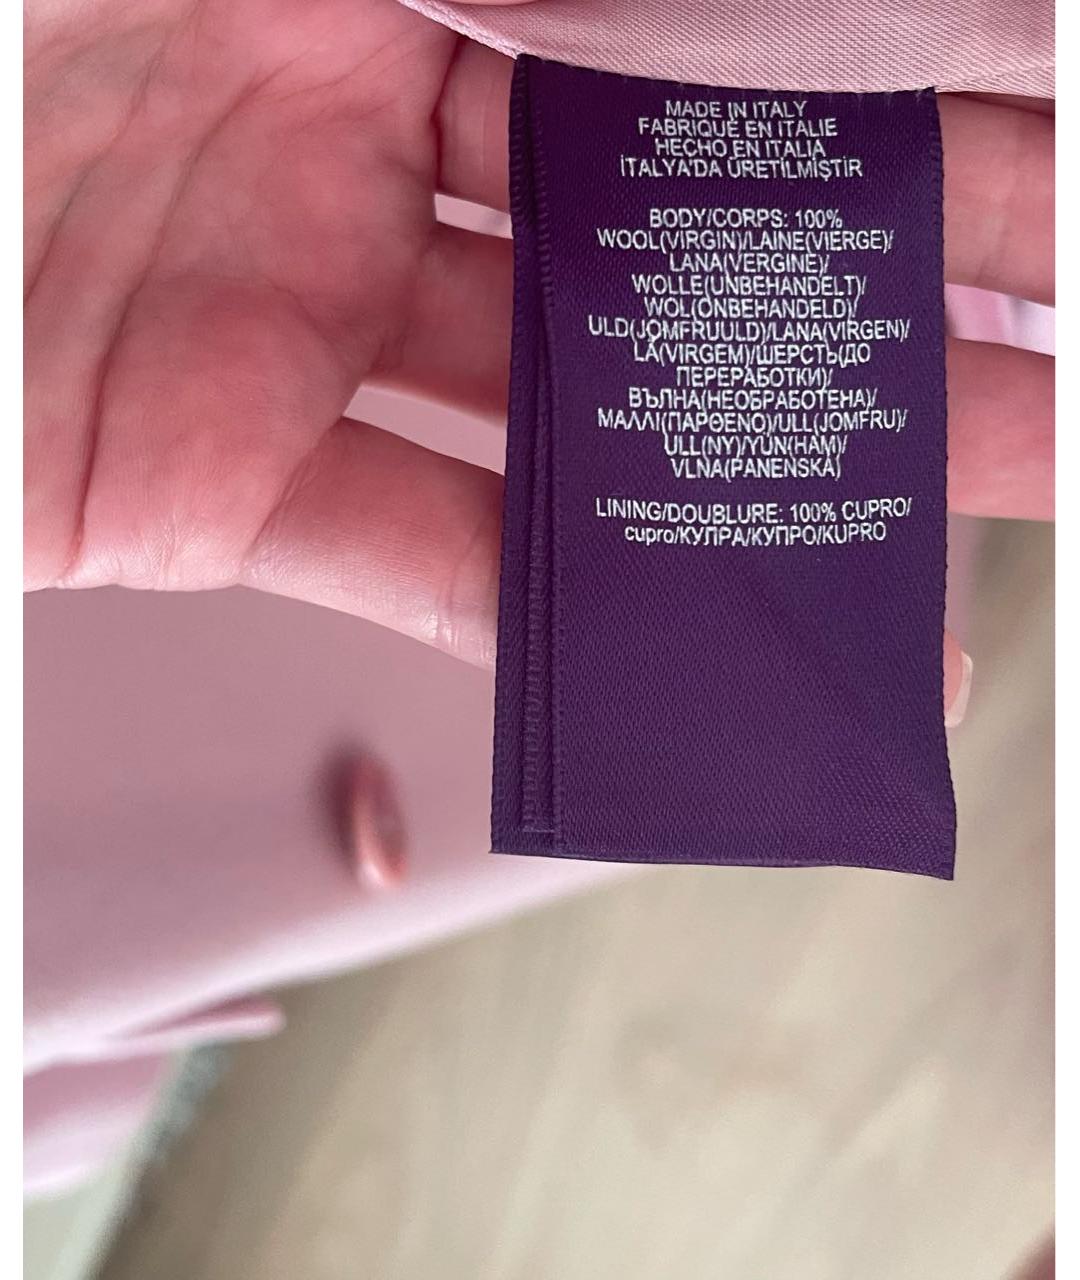 MADE IN ITALY
FABRIQUÉ EN ITALIE
HECHO EN ITALIA
İTALYA'DA ÜRETİLMİŞTİR
BODY/CORPS: 100%
WOOL(VIRGIN)/LAINE(VIERGE)/
LANA(VERGINE)/
WOLLE(UNBEHANDELT)/
WOL(ONBEHANDELD)/
ULD(JOMFRUULD)/LANA(VIRGEN)/
LÃ(VIRGEM)/ШЕРСТЬ(ДО
ПЕРЕРАБОТКИ)/
ВЪЛНА(НЕОБРАБОТЕНА)/
ΜΑΛΛΙ(ΠΑΡΘΕΝΟ)/ULL(JOMFRU)/
ULL(NY)/YÜN(HAM)/
VLNA(PANENSKÁ)
LINING/DOUBLURE: 100% CUPRO/
cupro/КУПРА/КУПРО/KUPRO